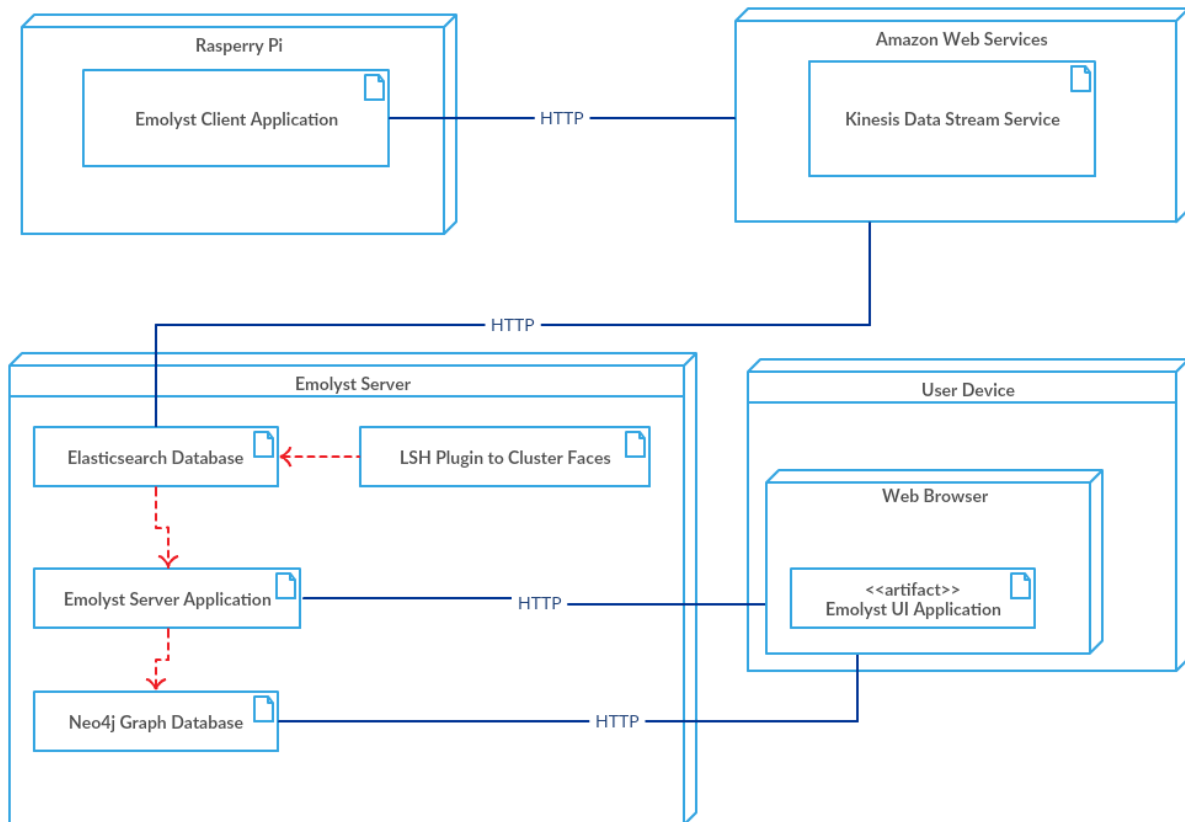 Rasperry Pi
Emolyst Client Application
HTTP
Amazon Web Services
Kinesis Data Stream Service
HTTP
Emolyst Server
Elasticsearch Database
LSH Plugin to Cluster Faces
Emolyst Server Application
Neo4j Graph Database
HTTP
HTTP
User Device
Web Browser
<<artifact>>
Emolyst UI Application